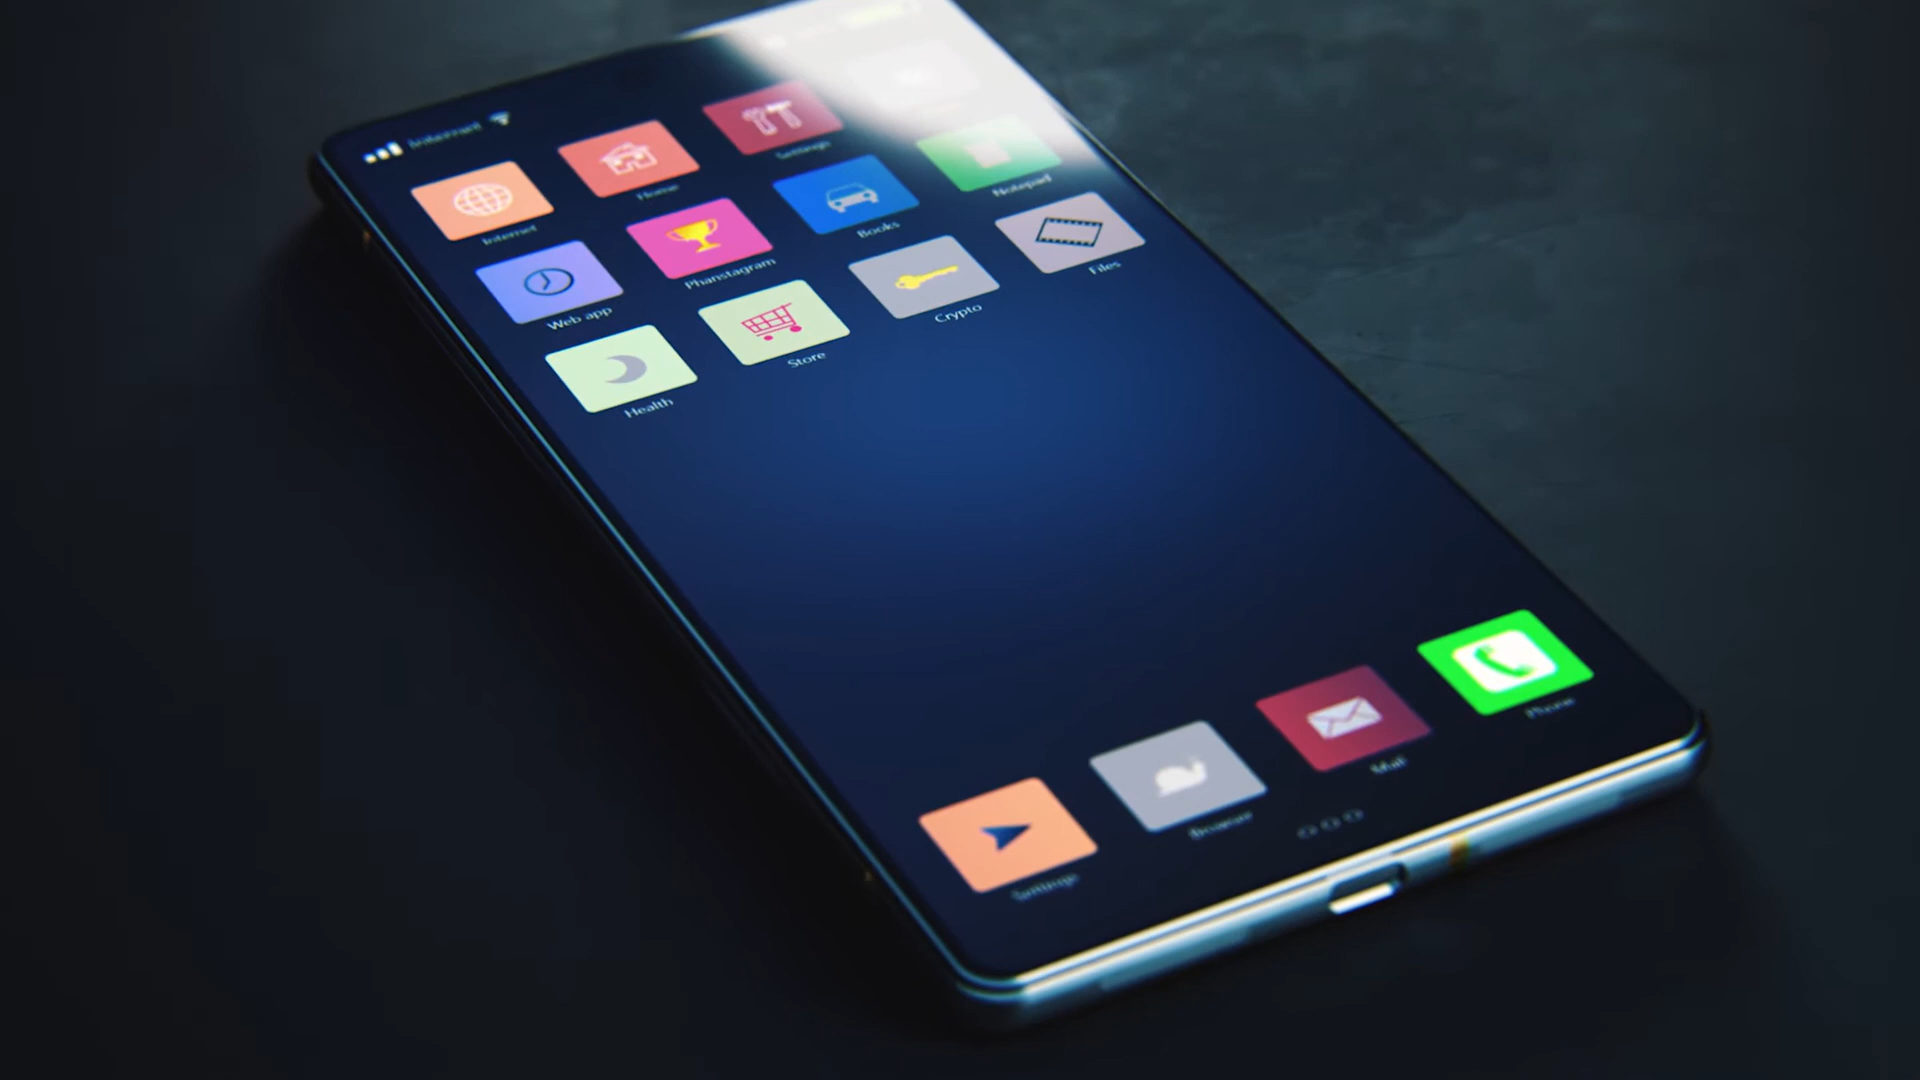 Internet
Internet
Home
Settings
Web app
Phanstagram
Books
Notepad
Health
Store
Crypto
Files
Settings
Browser
Mail
Phone